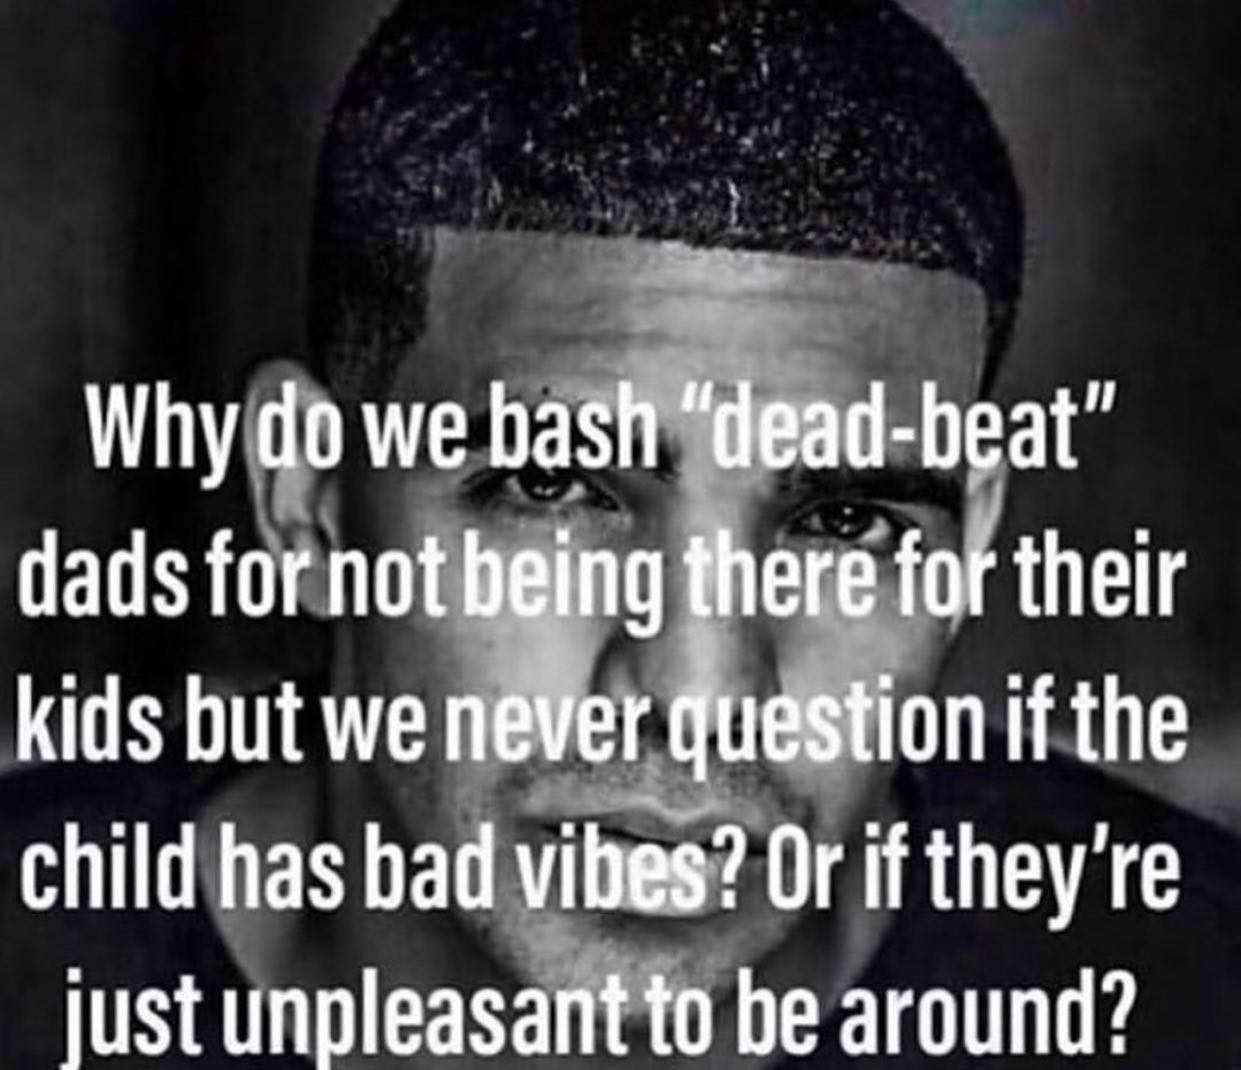 Why do we bash “dead-beat”
dads for not being there for their
kids but we never question if the
child has bad vibes? Or if they’re
just unpleasant to be around?